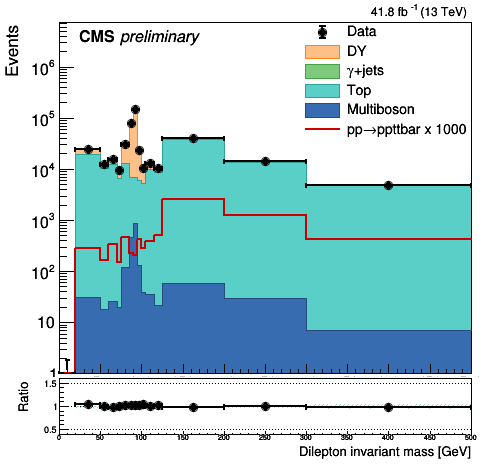 41.8 fb⁻¹ (13 TeV)
CMS preliminary
Events
Data
DY
γ+jets
Top
Multiboson
pp→ppttbar x 1000
10⁶
10⁵
10⁴
10³
10²
10
1
Ratio
1.5
1
0.5
0 50 100 150 200 250 300 350 400 450 500
Dilepton invariant mass [GeV]